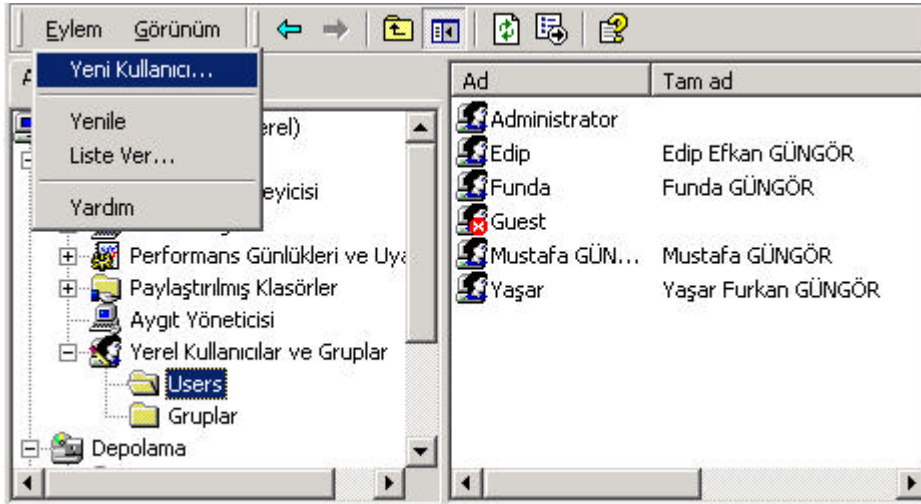 Eylem Görünüm
Yeni Kullanıcı...
Yenile
Liste Ver...
Yardım
erel)
eyicisi
Performans Günlükleri ve Uya
Paylaştırılmış Klasörler
Aygıt Yöneticisi
Yerel Kullanıcılar ve Gruplar
Users
Gruplar
Depolama
Ad Tam ad
Administrator
Edip Edip Efkan GÜNGÖR
Funda Funda GÜNGÖR
Guest
Mustafa GÜN... Mustafa GÜNGÖR
Yaşar Yaşar Furkan GÜNGÖR